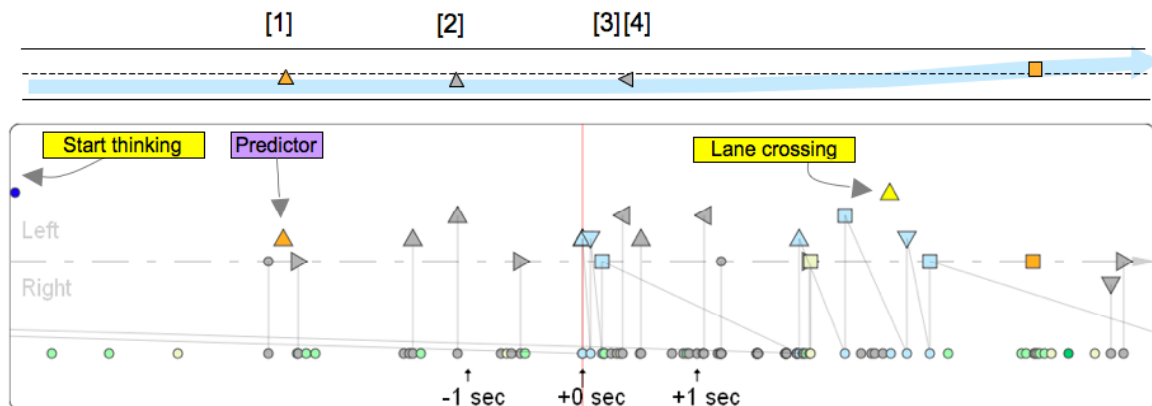 [1] [2] [3] [4]
Start thinking Predictor Lane crossing
Left
Right
-1 sec +0 sec +1 sec